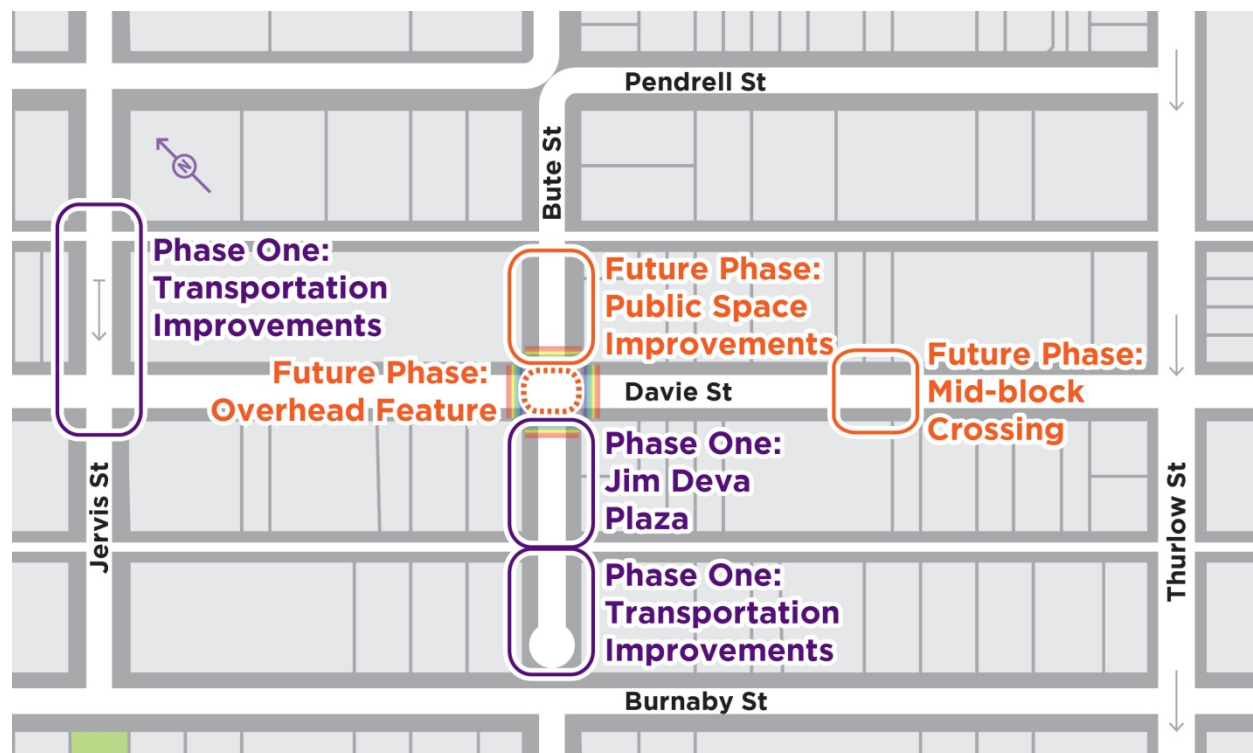 Pendrell St
Bute St
N
Phase One:
Transportation
Improvements
Future Phase:
Public Space
Improvements
Future Phase:
Overhead Feature
Davie St
Future Phase:
Mid-block
Crossing
Phase One:
Jim Deva
Plaza
Jervis St
Thurlow St
Phase One:
Transportation
Improvements
Burnaby St